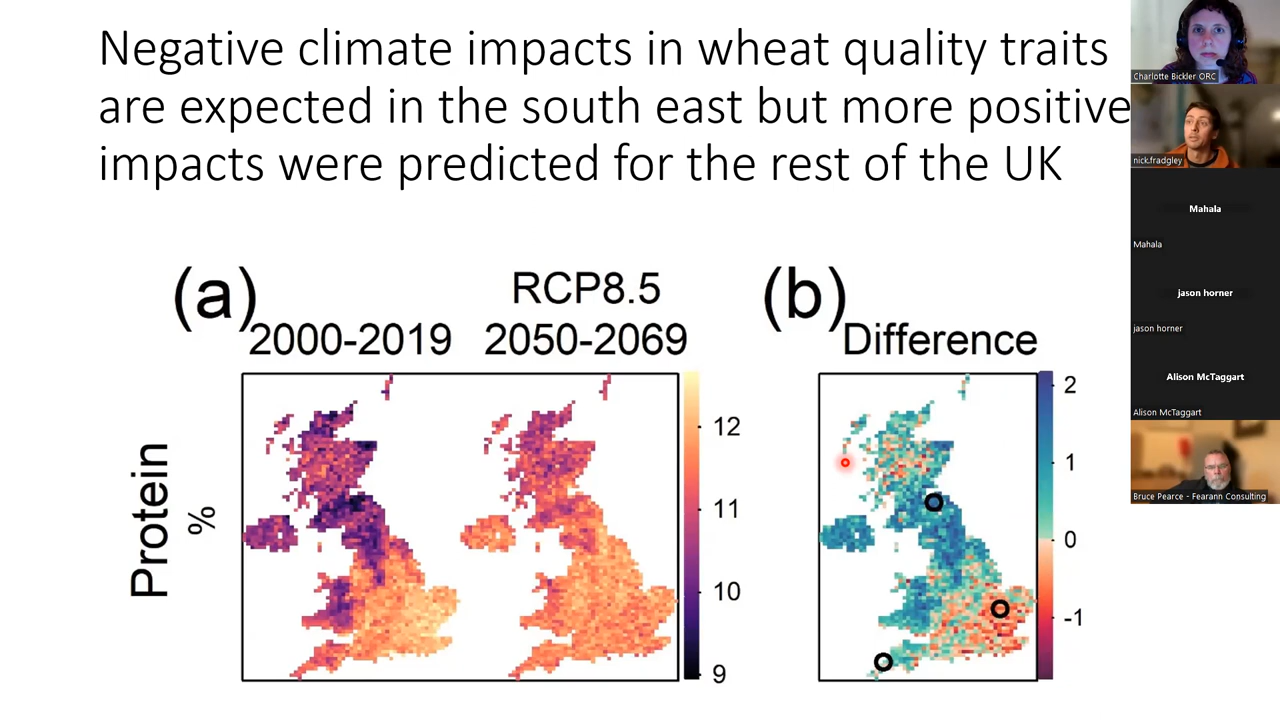 Negative climate impacts in wheat quality traits
are expected in the south east but more positive
impacts were predicted for the rest of the UK
(a)
2000-2019
RCP8.5
2050-2069
(b)
Difference
Protein
%
12
11
10
9
2
1
0
-1
Charlotte Bickler ORC
nick.fradgley
Mahala
Mahala
jason horner
jason horner
Alison McTaggart
Alison McTaggart
Bruce Pearce - Fearann Consulting